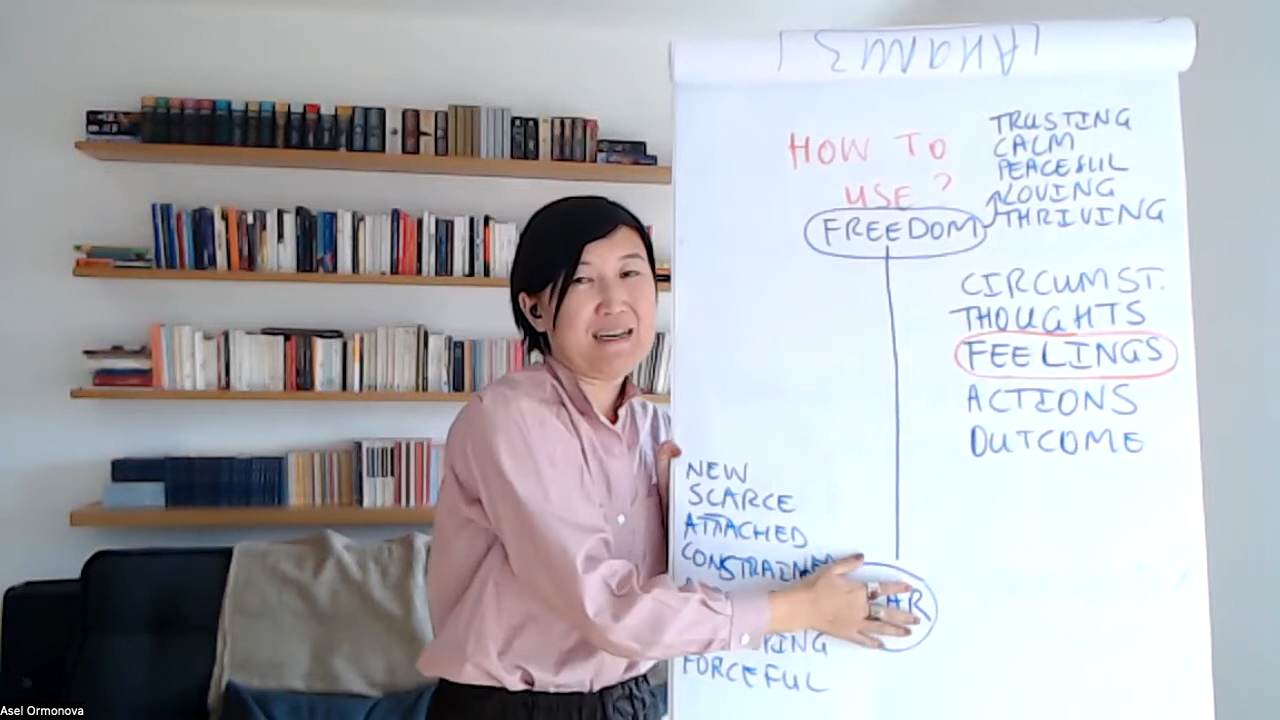 HOW TO
USE?
FREEDOM
TRUSTING
CALM
PEACEFUL
LOVING
THRIVING
CIRCUMST.
THOUGHTS
FEELINGS
ACTIONS
OUTCOME
NEW
SCARCE
ATTACHED
FORCEFUL
Asel Ormonova